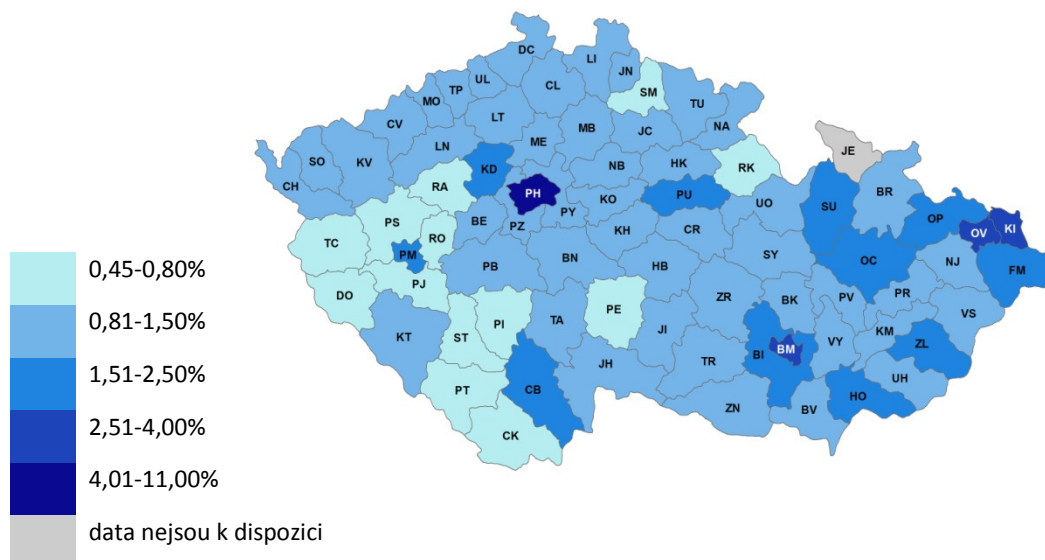 DC
LI
JN
UL
TP
CL
SM
MO
TU
CV
LT
MB
JC
NA
ME
LN
SO
KV
NB
HK
RK
JE
KD
CH
RA
PH
KO
PU
BR
PS
BE
PY
UO
SU
OP
PZ
OV
KI
TC
RO
KH
CR
PM
BN
SY
OC
NJ
FM
PB
HB
PJ
DO
ZR
BK
PV
PR
PE
VS
TA
PI
JI
KM
KT
ST
VY
ZL
BM
BI
JH
TR
UH
PT
CB
HO
ZN
BV
CK
0,45-0,80%
0,81-1,50%
1,51-2,50%
2,51-4,00%
4,01-11,00%
data nejsou k dispozici